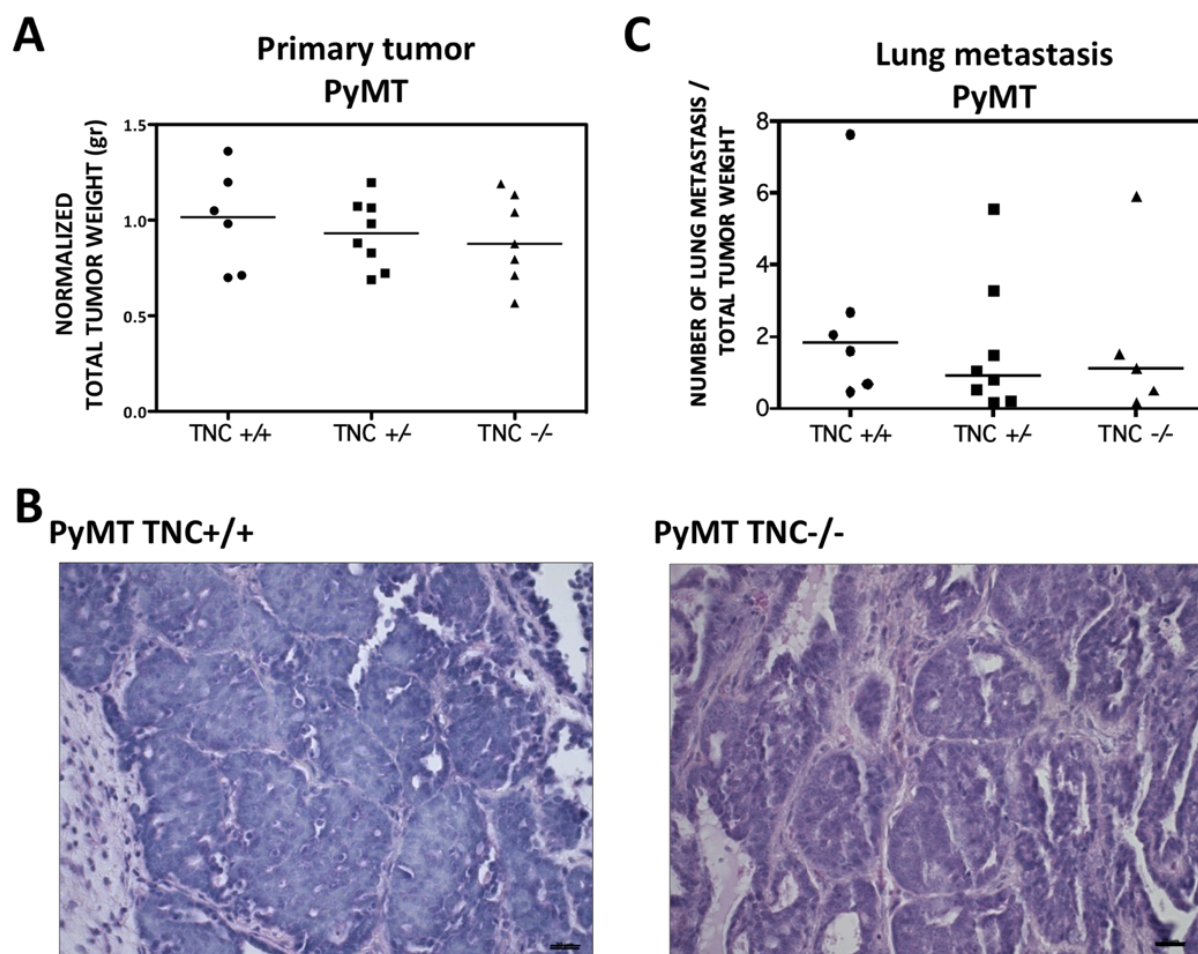 A
Primary tumor
PyMT
NORMALIZED
TOTAL TUMOR WEIGHT (gr)
1.5
1.0
0.5
0.0
TNC +/+
TNC +/-
TNC -/-
C
Lung metastasis
PyMT
NUMBER OF LUNG METASTASIS /
TOTAL TUMOR WEIGHT
8
6
4
2
0
TNC +/+
TNC +/-
TNC -/-
B
PyMT TNC+/+
PyMT TNC-/-